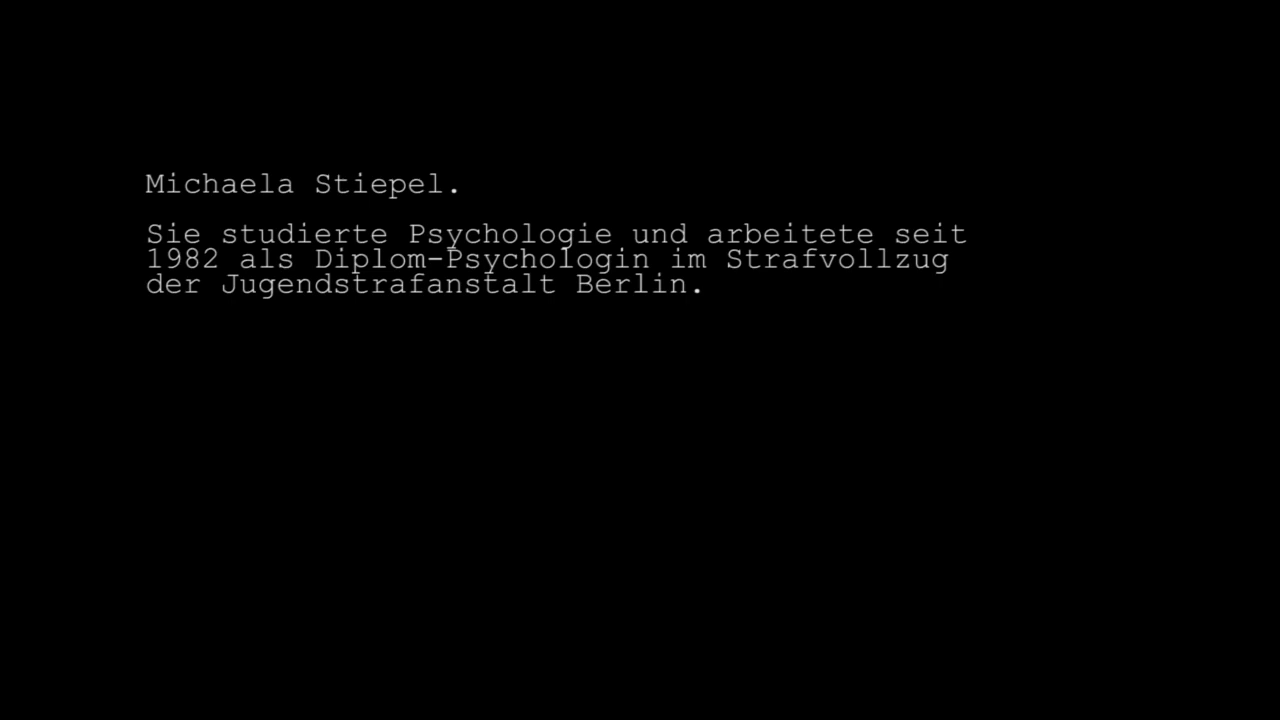 Michaela Stiepel.
Sie studierte Psychologie und arbeitete seit
1982 als Diplom-Psychologin im Strafvollzug
der Jugendstrafanstalt Berlin.